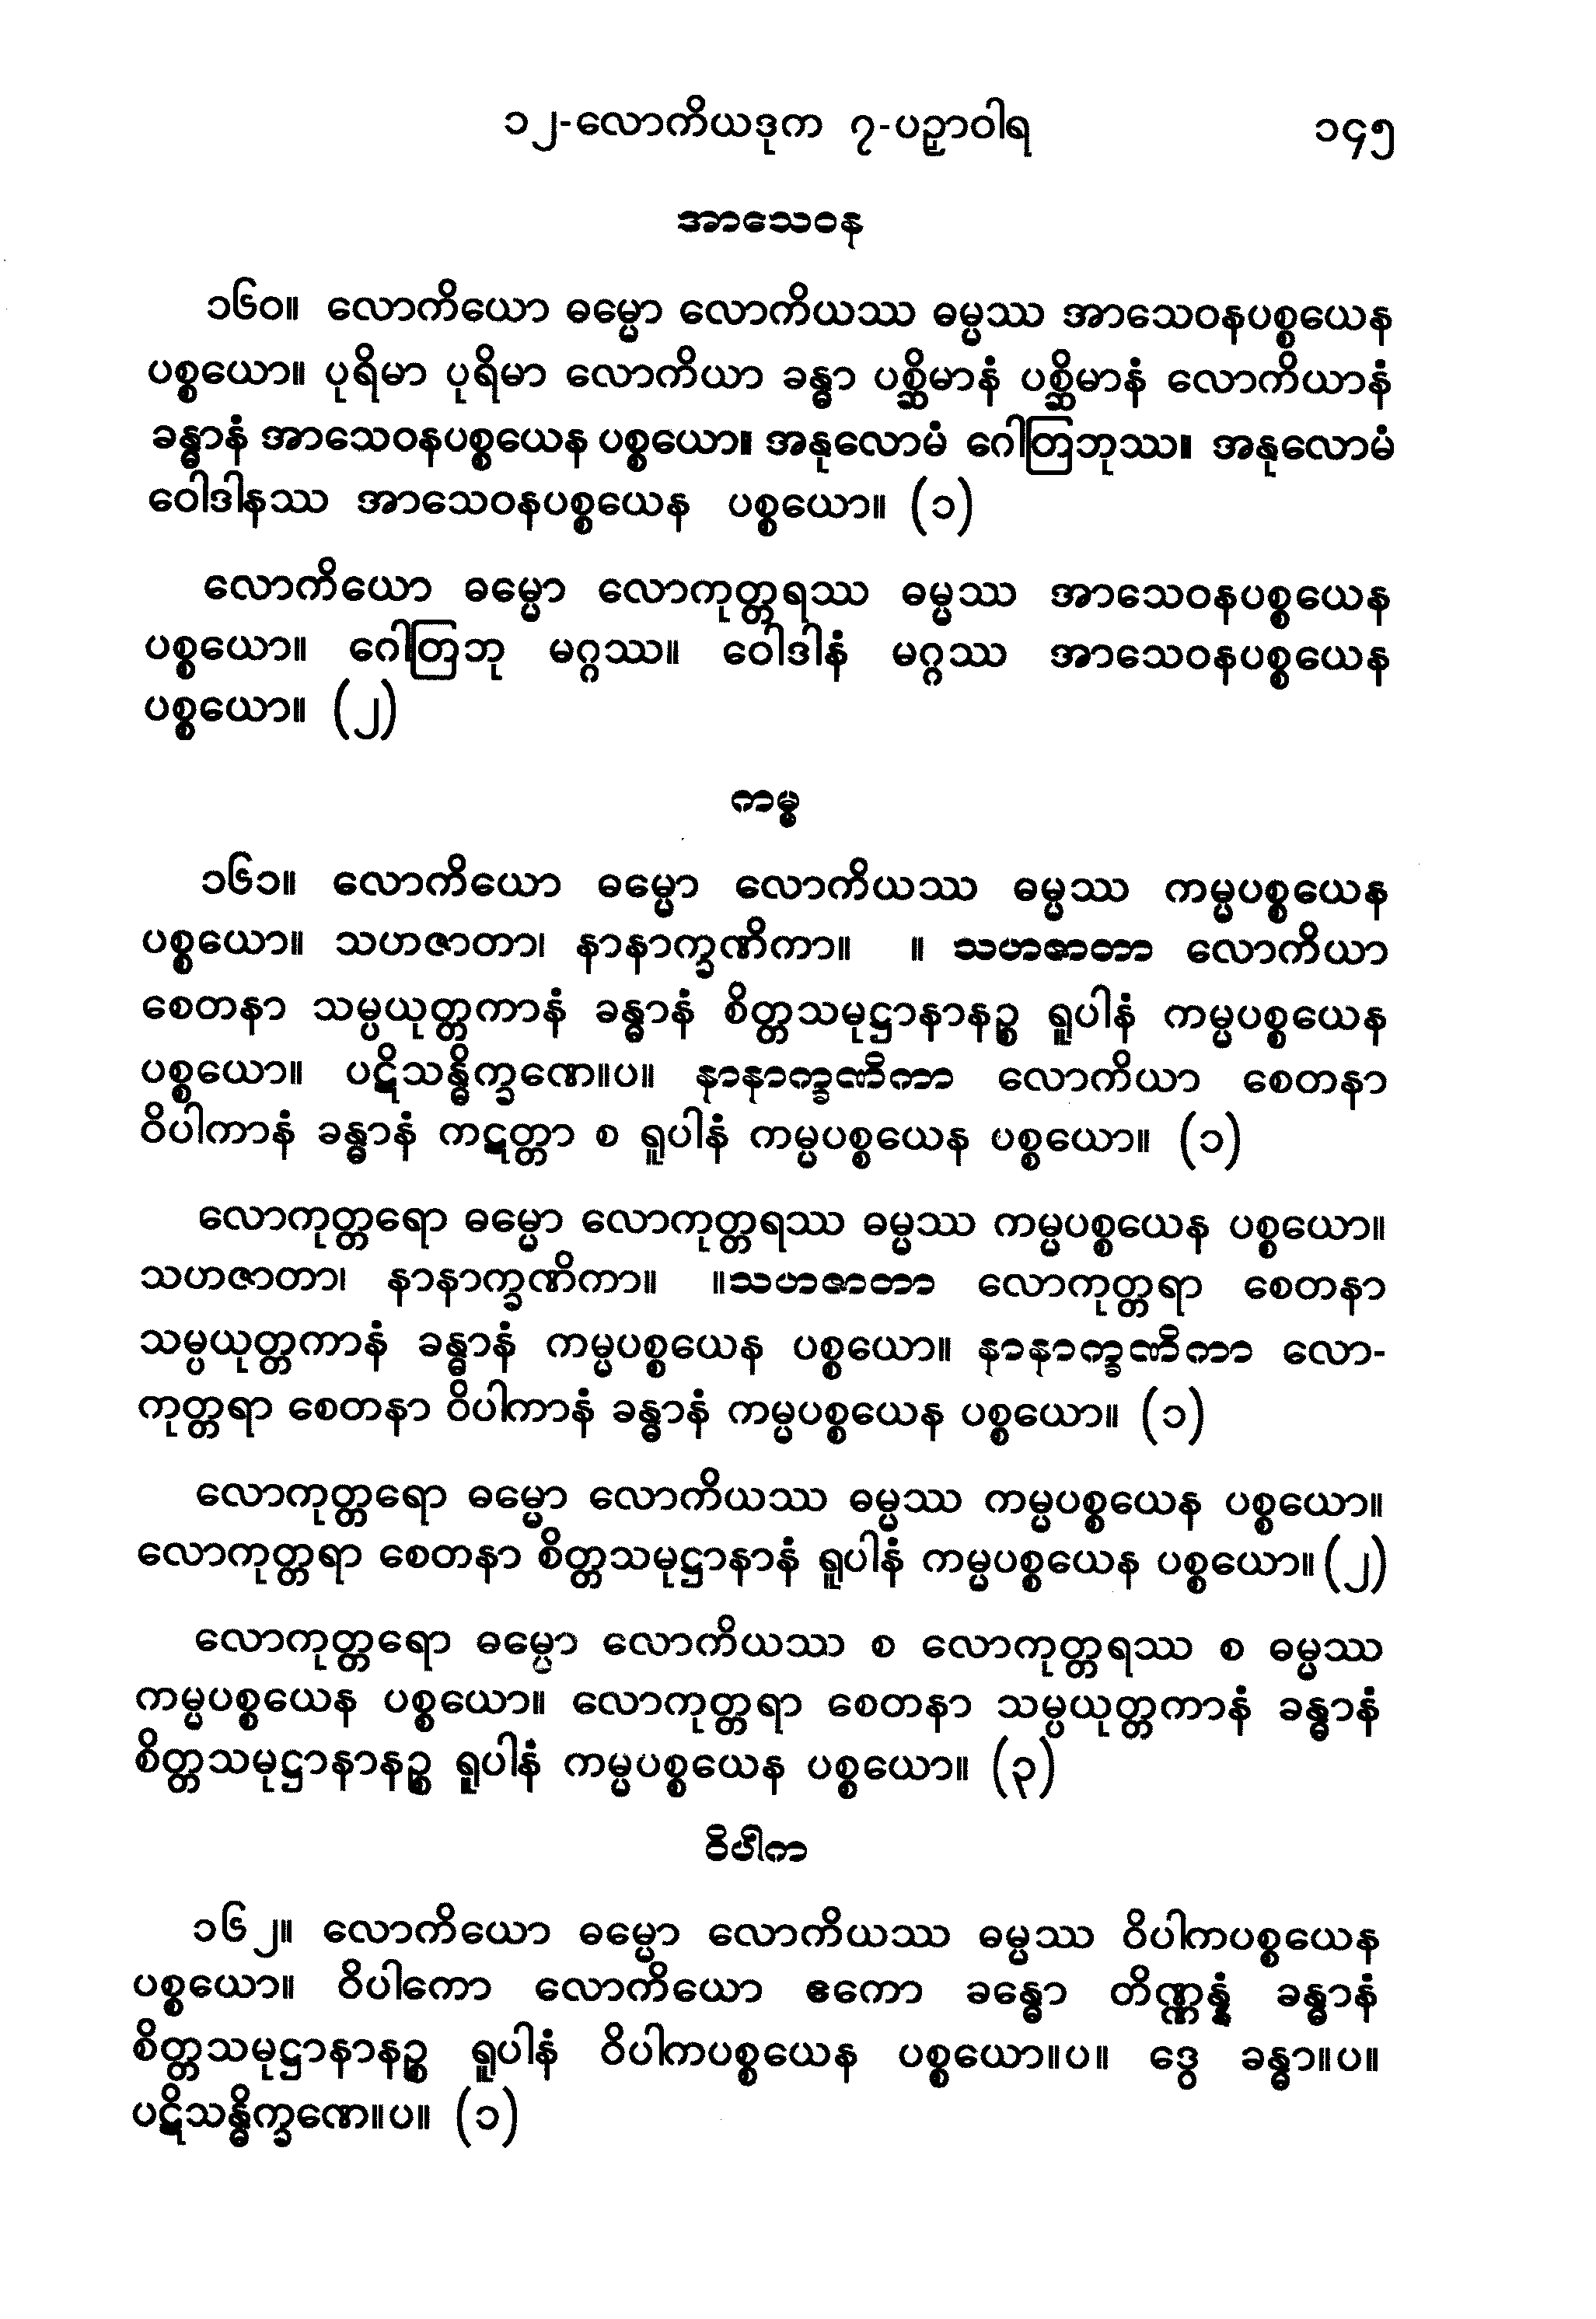 ၁၂-လောကိယဒုက ၇-ပဉှာဝါရ ၁၄၅
အာသေဝန
၁၆၀။ လောကိယော ဓမ္မော လောကိယဿ ဓမ္မဿ အာသေဝနပစ္စယေန
ပစ္စယော။ ပုရိမာ ပုရိမာ လောကိယာ ခန္ဓာ ပစ္ဆိမာနံ ပစ္ဆိမာနံ လောကိယာနံ
ခန္ဓာနံ အာသေဝနပစ္စယေန ပစ္စယော။ အနုလောမံ ဂေါတြဘုဿ။ အနုလောမံ
ဝေါဒါနဿ အာသေဝနပစ္စယေန ပစ္စယော။ (၁)
လောကိယော ဓမ္မော လောကုတ္တရဿ ဓမ္မဿ အာသေဝနပစ္စယေန
ပစ္စယော။ ဂေါတြဘု မဂ္ဂဿ။ ဝေါဒါနံ မဂ္ဂဿ အာသေဝနပစ္စယေန
ပစ္စယော။ (၂)
ကမ္မ
၁၆၁။ လောကိယော ဓမ္မော လောကိယဿ ဓမ္မဿ ကမ္မပစ္စယေန
ပစ္စယော။ သဟဇာတာ၊ နာနာက္ခဏိကာ။ ။ သဟဇာတာ လောကိယာ
စေတနာ သမ္ပယုတ္တကာနံ ခန္ဓာနံ စိတ္တသမုဋ္ဌာနာနဉ္စ ရူပါနံ ကမ္မပစ္စယေန
ပစ္စယော။ ပဋိသန္ဓိက္ခဏေ။ပ။ နာနာက္ခဏိကာ လောကိယာ စေတနာ
ဝိပါကာနံ ခန္ဓာနံ ကဋတ္တာ စ ရူပါနံ ကမ္မပစ္စယေန ပစ္စယော။ (၁)
လောကုတ္တရော ဓမ္မော လောကုတ္တရဿ ဓမ္မဿ ကမ္မပစ္စယေန ပစ္စယော။
သဟဇာတာ၊ နာနာက္ခဏိကာ။ ။သဟဇာတာ လောကုတ္တရာ စေတနာ
သမ္ပယုတ္တကာနံ ခန္ဓာနံ ကမ္မပစ္စယေန ပစ္စယော။ နာနာက္ခဏိကာ လော-
ကုတ္တရာ စေတနာ ဝိပါကာနံ ခန္ဓာနံ ကမ္မပစ္စယေန ပစ္စယော။ (၁)
လောကုတ္တရော ဓမ္မော လောကိယဿ ဓမ္မဿ ကမ္မပစ္စယေန ပစ္စယော။
လောကုတ္တရာ စေတနာ စိတ္တသမုဋ္ဌာနာနံ ရူပါနံ ကမ္မပစ္စယေန ပစ္စယော။ (၂)
လောကုတ္တရော ဓမ္မော လောကိယဿ စ လောကုတ္တရဿ စ ဓမ္မဿ
ကမ္မပစ္စယေန ပစ္စယော။ လောကုတ္တရာ စေတနာ သမ္ပယုတ္တကာနံ ခန္ဓာနံ
စိတ္တသမုဋ္ဌာနာနဉ္စ ရူပါနံ ကမ္မပစ္စယေန ပစ္စယော။ (၃)
ဝိပါက
၁၆၂။ လောကိယော ဓမ္မော လောကိယဿ ဓမ္မဿ ဝိပါကပစ္စယေန
ပစ္စယော။ ဝိပါကော လောကိယော ဧကော ခန္ဓော တိဏ္ဏန္နံ ခန္ဓာနံ
စိတ္တသမုဋ္ဌာနာနဉ္စ ရူပါနံ ဝိပါကပစ္စယေန ပစ္စယော။ပ။ ဒွေ ခန္ဓာ။ပ။
ပဋိသန္ဓိက္ခဏေ။ပ။ (၁)